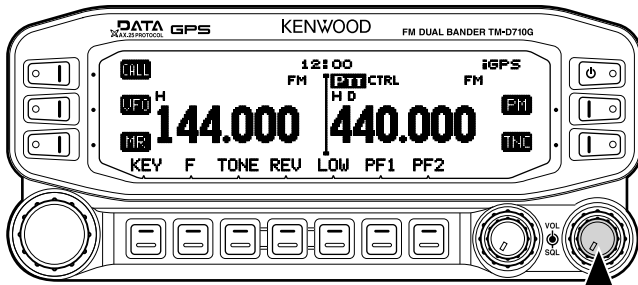 DATA GPS KENWOOD FM DUAL BANDER TM-D710G
AX.25 PROTOCOL
12:00 iGPS
CALL FM PTT CTRL FM
VFO H H D PM
MR 144.000 440.000 TNC
KEY F TONE REV LOW PF1 PF2
VOL
SQL